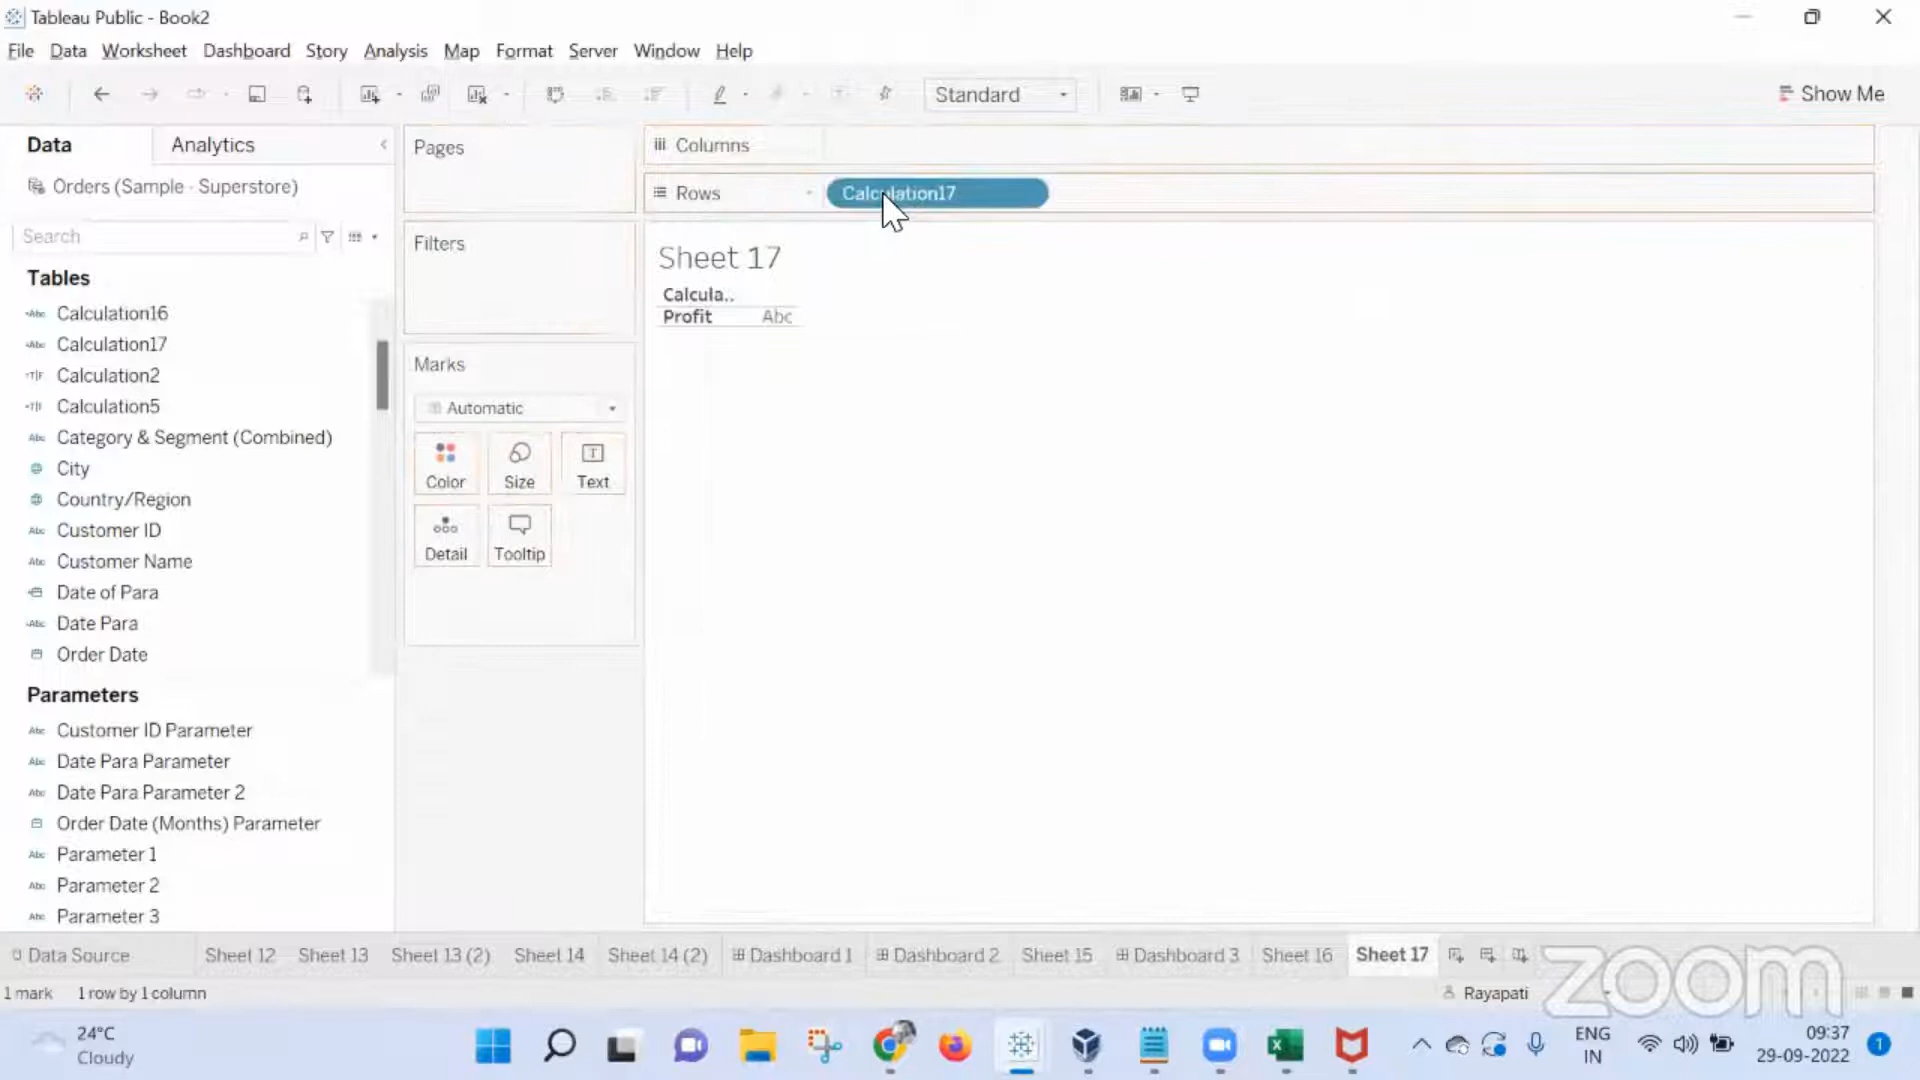 Tableau Public - Book2
File Data Worksheet Dashboard Story Analysis Map Format Server Window Help
Standard
Show Me
Data
Analytics
Pages
Columns
Orders (Sample - Superstore)
Rows
Calculation17
Search
Filters
Sheet 17
Tables
Calcula..
Profit Abc
Calculation16
Calculation17
Calculation2
Calculation5
Category & Segment (Combined)
City
Country/Region
Customer ID
Customer Name
Date of Para
Date Para
Order Date
Marks
Automatic
Color Size Text
Detail Tooltip
Parameters
Customer ID Parameter
Date Para Parameter
Date Para Parameter 2
Order Date (Months) Parameter
Parameter 1
Parameter 2
Parameter 3
Data Source Sheet 12 Sheet 13 Sheet 13 (2) Sheet 14 Sheet 14 (2) Dashboard 1 Dashboard 2 Sheet 15 Dashboard 3 Sheet 16 Sheet 17
1 mark 1 row by 1 column
Rayapati
zoom
24°C
Cloudy
ENG
IN
09:37
29-09-2022
1